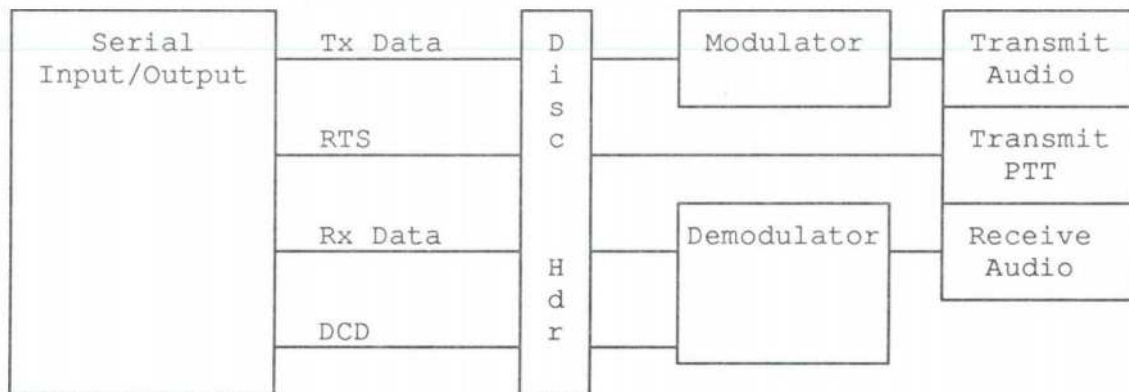 Serial
Input/Output
Tx Data
RTS
Rx Data
DCD
D
i
s
c
H
d
r
Modulator
Demodulator
Transmit
Audio
Transmit
PTT
Receive
Audio